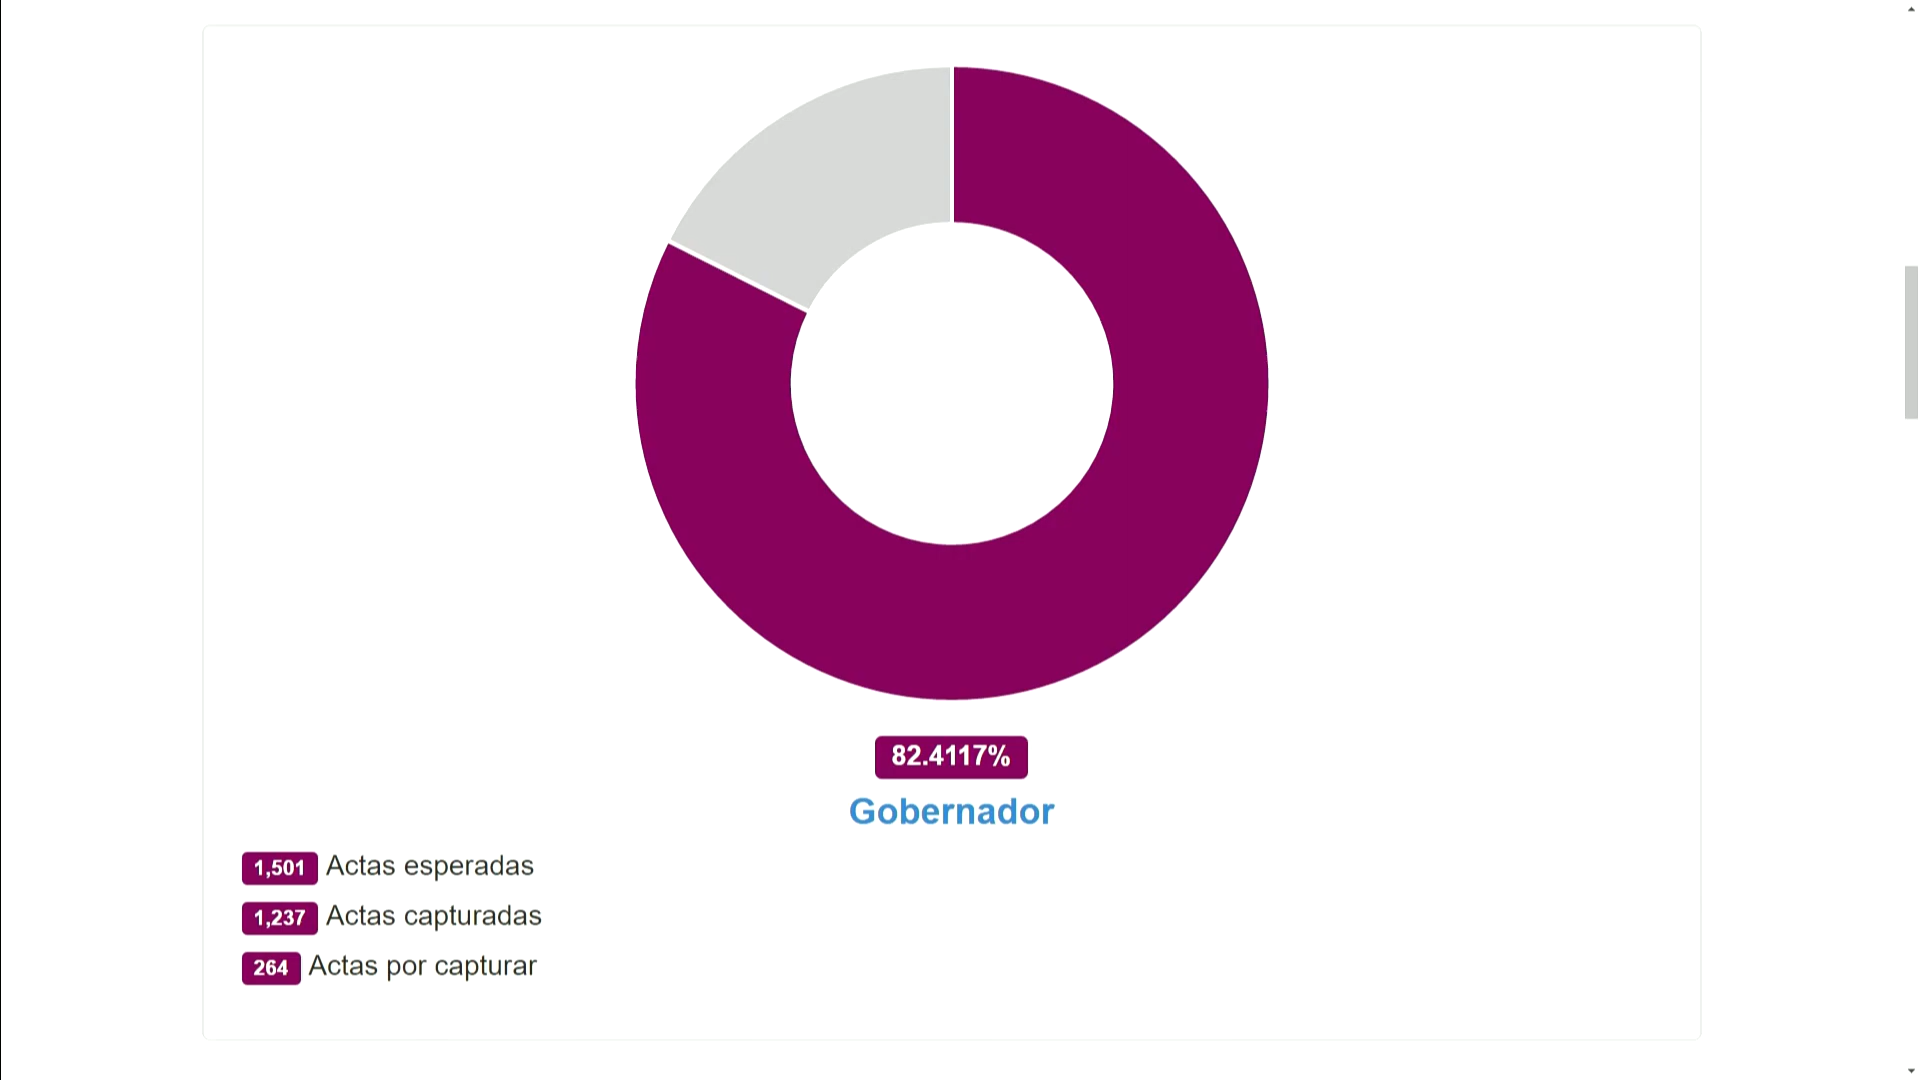 82.4117%
Gobernador
1,501 Actas esperadas
1,237 Actas capturadas
264 Actas por capturar